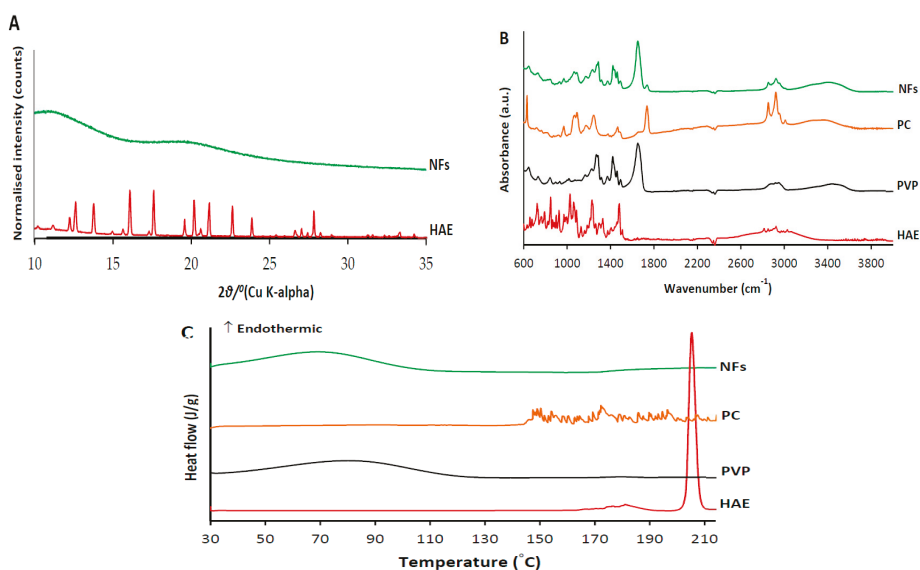 A
Normalised intensity (counts)
NFs
HAE
10 15 20 25 30 35
2ϑ/⁰(Cu K-alpha)
B
Absorbance (a.u.)
NFs
PC
PVP
HAE
600 1000 1400 1800 2200 2600 3000 3400 3800
Wavenumber (cm⁻¹)
C
↑ Endothermic
Heat flow (J/g)
NFs
PC
PVP
HAE
30 50 70 90 110 130 150 170 190 210
Temperature (°C)